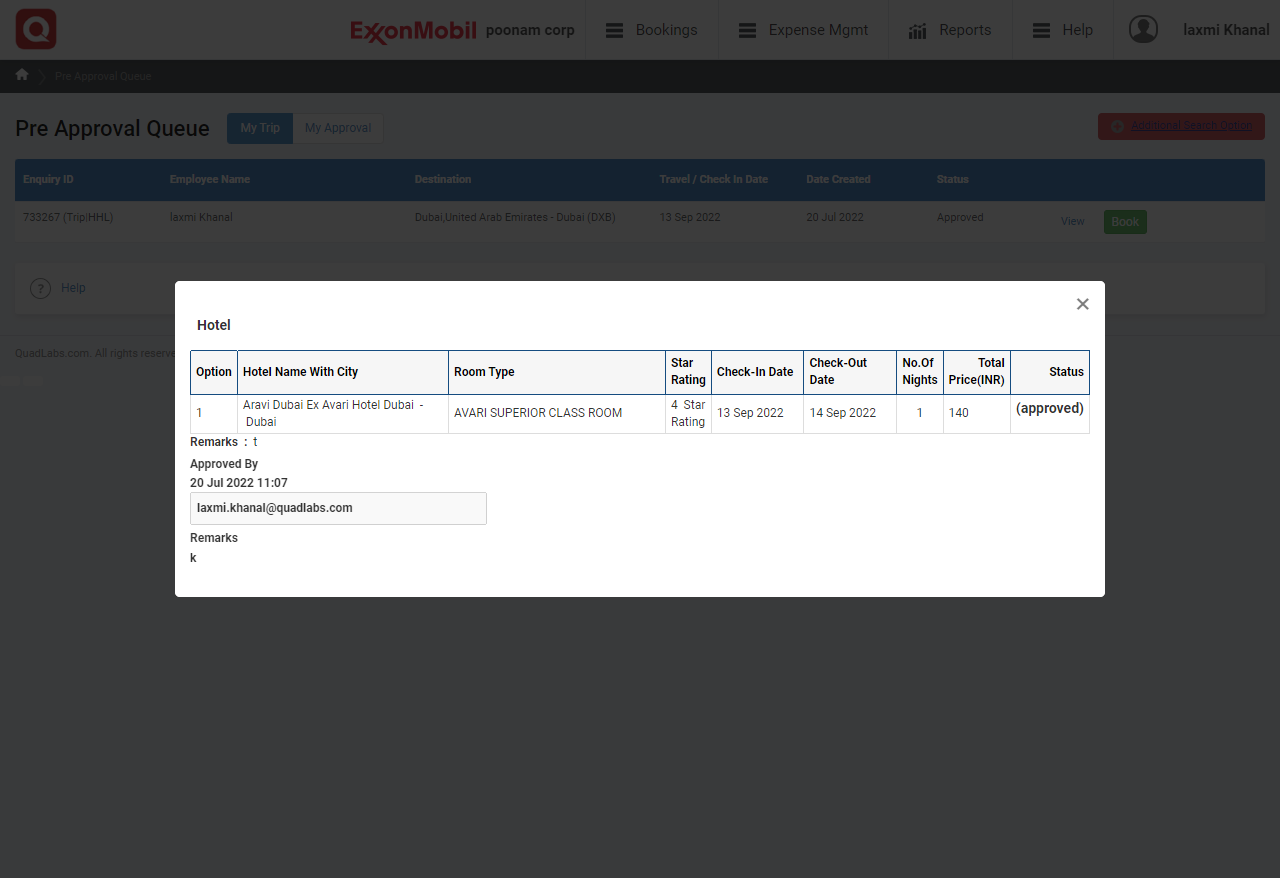 Q
ExxonMobil poonam corp Bookings Expense Mgmt Reports Help laxmi Khanal
Pre Approval Queue
Pre Approval Queue My Trip My Approval Additional Search Option
Enquiry ID Employee Name Destination Travel / Check In Date Date Created Status
733267 (Trip|HHL) laxmi Khanal Dubai,United Arab Emirates - Dubai (DXB) 13 Sep 2022 20 Jul 2022 Approved View Book
? Help
QuadLabs.com. All rights reserve
×
Hotel
Option Hotel Name With City Room Type Star Rating Check-In Date Check-Out Date No.Of Nights Total Price(INR) Status
1 Aravi Dubai Ex Avari Hotel Dubai - Dubai AVARI SUPERIOR CLASS ROOM 4 Star Rating 13 Sep 2022 14 Sep 2022 1 140 (approved)
Remarks : t
Approved By
20 Jul 2022 11:07
laxmi.khanal@quadlabs.com
Remarks
k